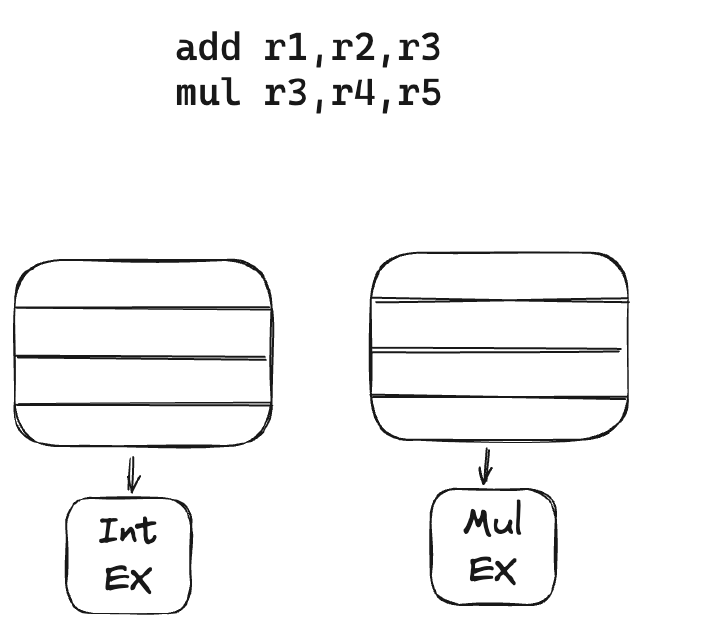 add r1,r2,r3
mul r3,r4,r5
Int
EX
Mul
EX